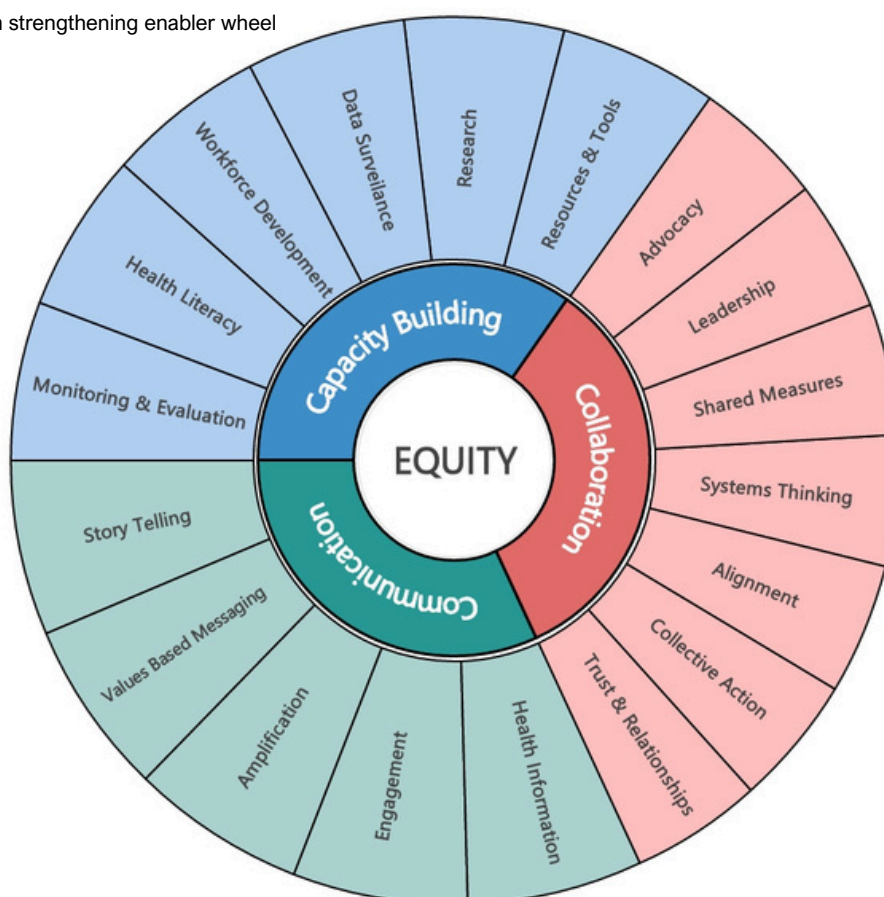 strengthening enabler wheel
Resources & Tools
Research
Data Surveilance
Workforce Development
Health Literacy
Monitoring & Evaluation
Advocacy
Leadership
Shared Measures
Systems Thinking
Alignment
Collective Action
Trust & Relationships
Story Telling
Values Based Messaging
Amplification
Engagement
Health Information
Capacity Building
Collaboration
Communication
EQUITY